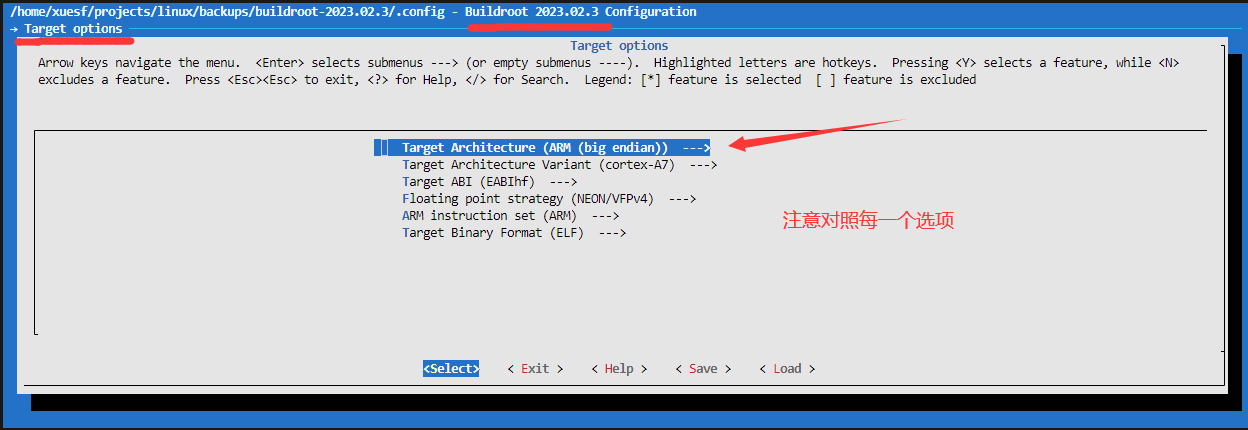 /home/xuesf/projects/linux/backups/buildroot-2023.02.3/.config - Buildroot 2023.02.3 Configuration
→ Target options
Target options
Arrow keys navigate the menu.  <Enter> selects submenus ---> (or empty submenus ----).  Highlighted letters are hotkeys.  Pressing <Y> selects a feature, while <N>
excludes a feature.  Press <Esc><Esc> to exit, <?> for Help, </> for Search.  Legend: [*] feature is selected  [ ] feature is excluded
Target Architecture (ARM (big endian))  --->
Target Architecture Variant (cortex-A7)  --->
Target ABI (EABIhf)  --->
Floating point strategy (NEON/VFPv4)  --->
ARM instruction set (ARM)  --->
Target Binary Format (ELF)  --->
注意对照每一个选项
<Select>    < Exit >    < Help >    < Save >    < Load >